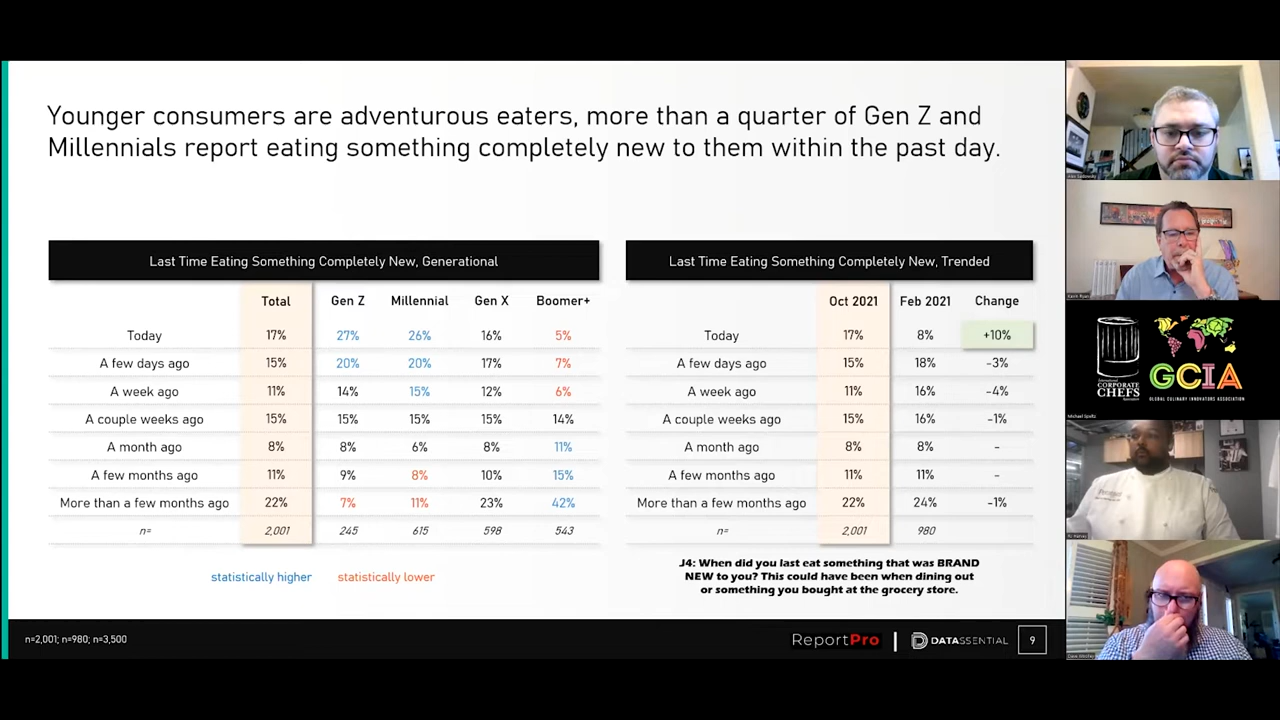 Younger consumers are adventurous eaters, more than a quarter of Gen Z and
Millennials report eating something completely new to them within the past day.
Last Time Eating Something Completely New, Generational
Total Gen Z Millennial Gen X Boomer+
Today 17% 27% 26% 16% 5%
A few days ago 15% 20% 20% 17% 7%
A week ago 11% 14% 15% 12% 6%
A couple weeks ago 15% 15% 15% 15% 14%
A month ago 8% 8% 6% 8% 11%
A few months ago 11% 9% 8% 10% 15%
More than a few months ago 22% 7% 11% 23% 42%
n= 2,001 245 615 598 543
statistically higher statistically lower
Last Time Eating Something Completely New, Trended
Oct 2021 Feb 2021 Change
Today 17% 8% +10%
A few days ago 15% 18% -3%
A week ago 11% 16% -4%
A couple weeks ago 15% 16% -1%
A month ago 8% 8% -
A few months ago 11% 11% -
More than a few months ago 22% 24% -1%
n= 2,001 980
J4: When did you last eat something that was BRAND
NEW to you? This could have been when dining out
or something you bought at the grocery store.
n=2,001; n=980; n=3,500
ReportPro | DATASSENTIAL 9
CORPORATE
CHEFS
GCIA
GLOBAL CULINARY INNOVATORS ASSOCIATION